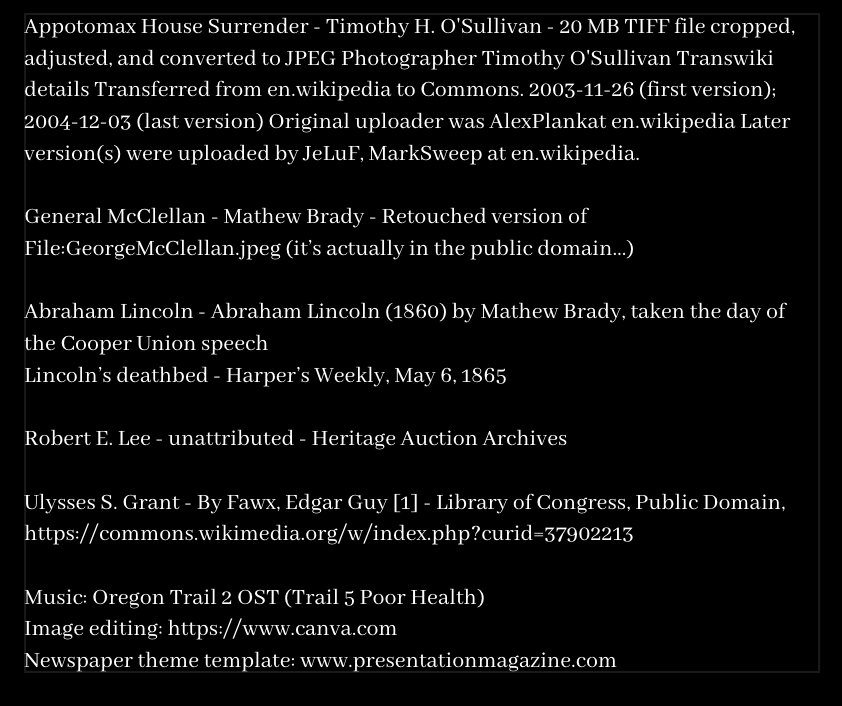 Appotomax House Surrender - Timothy H. O'Sullivan - 20 MB TIFF file cropped,
adjusted, and converted to JPEG Photographer Timothy O'Sullivan Transwiki
details Transferred from en.wikipedia to Commons. 2003-11-26 (first version);
2004-12-03 (last version) Original uploader was AlexPlankat en.wikipedia Later
version(s) were uploaded by JeLuF, MarkSweep at en.wikipedia.

General McClellan - Mathew Brady - Retouched version of
File:GeorgeMcClellan.jpeg (it's actually in the public domain...)

Abraham Lincoln - Abraham Lincoln (1860) by Mathew Brady, taken the day of
the Cooper Union speech
Lincoln's deathbed - Harper's Weekly, May 6, 1865

Robert E. Lee - unattributed - Heritage Auction Archives

Ulysses S. Grant - By Fawx, Edgar Guy [1] - Library of Congress, Public Domain,
https://commons.wikimedia.org/w/index.php?curid=37902213

Music: Oregon Trail 2 OST (Trail 5 Poor Health)
Image editing: https://www.canva.com
Newspaper theme template: www.presentationmagazine.com